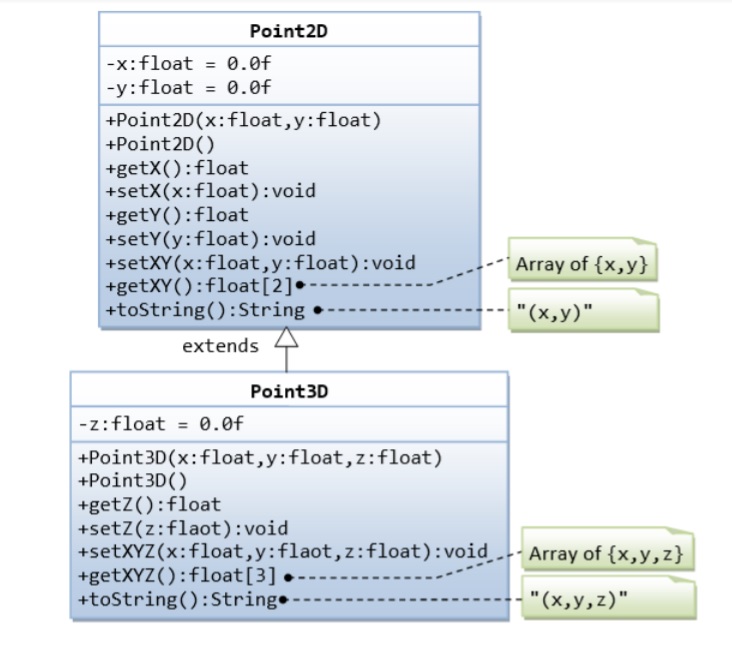 Point2D
-x:float = 0.0f
-y:float = 0.0f
+Point2D(x:float,y:float)
+Point2D()
+getX():float
+setX(x:float):void
+getY():float
+setY(y:float):void
+setXY(x:float,y:float):void
+getXY():float[2]
Array of {x,y}
+toString():String
"(x,y)"
extends
Point3D
-z:float = 0.0f
+Point3D(x:float,y:float,z:float)
+Point3D()
+getZ():float
+setZ(z:flaot):void
+setXYZ(x:float,y:flaot,z:float):void
+getXYZ():float[3]
Array of {x,y,z}
+toString():String
"(x,y,z)"